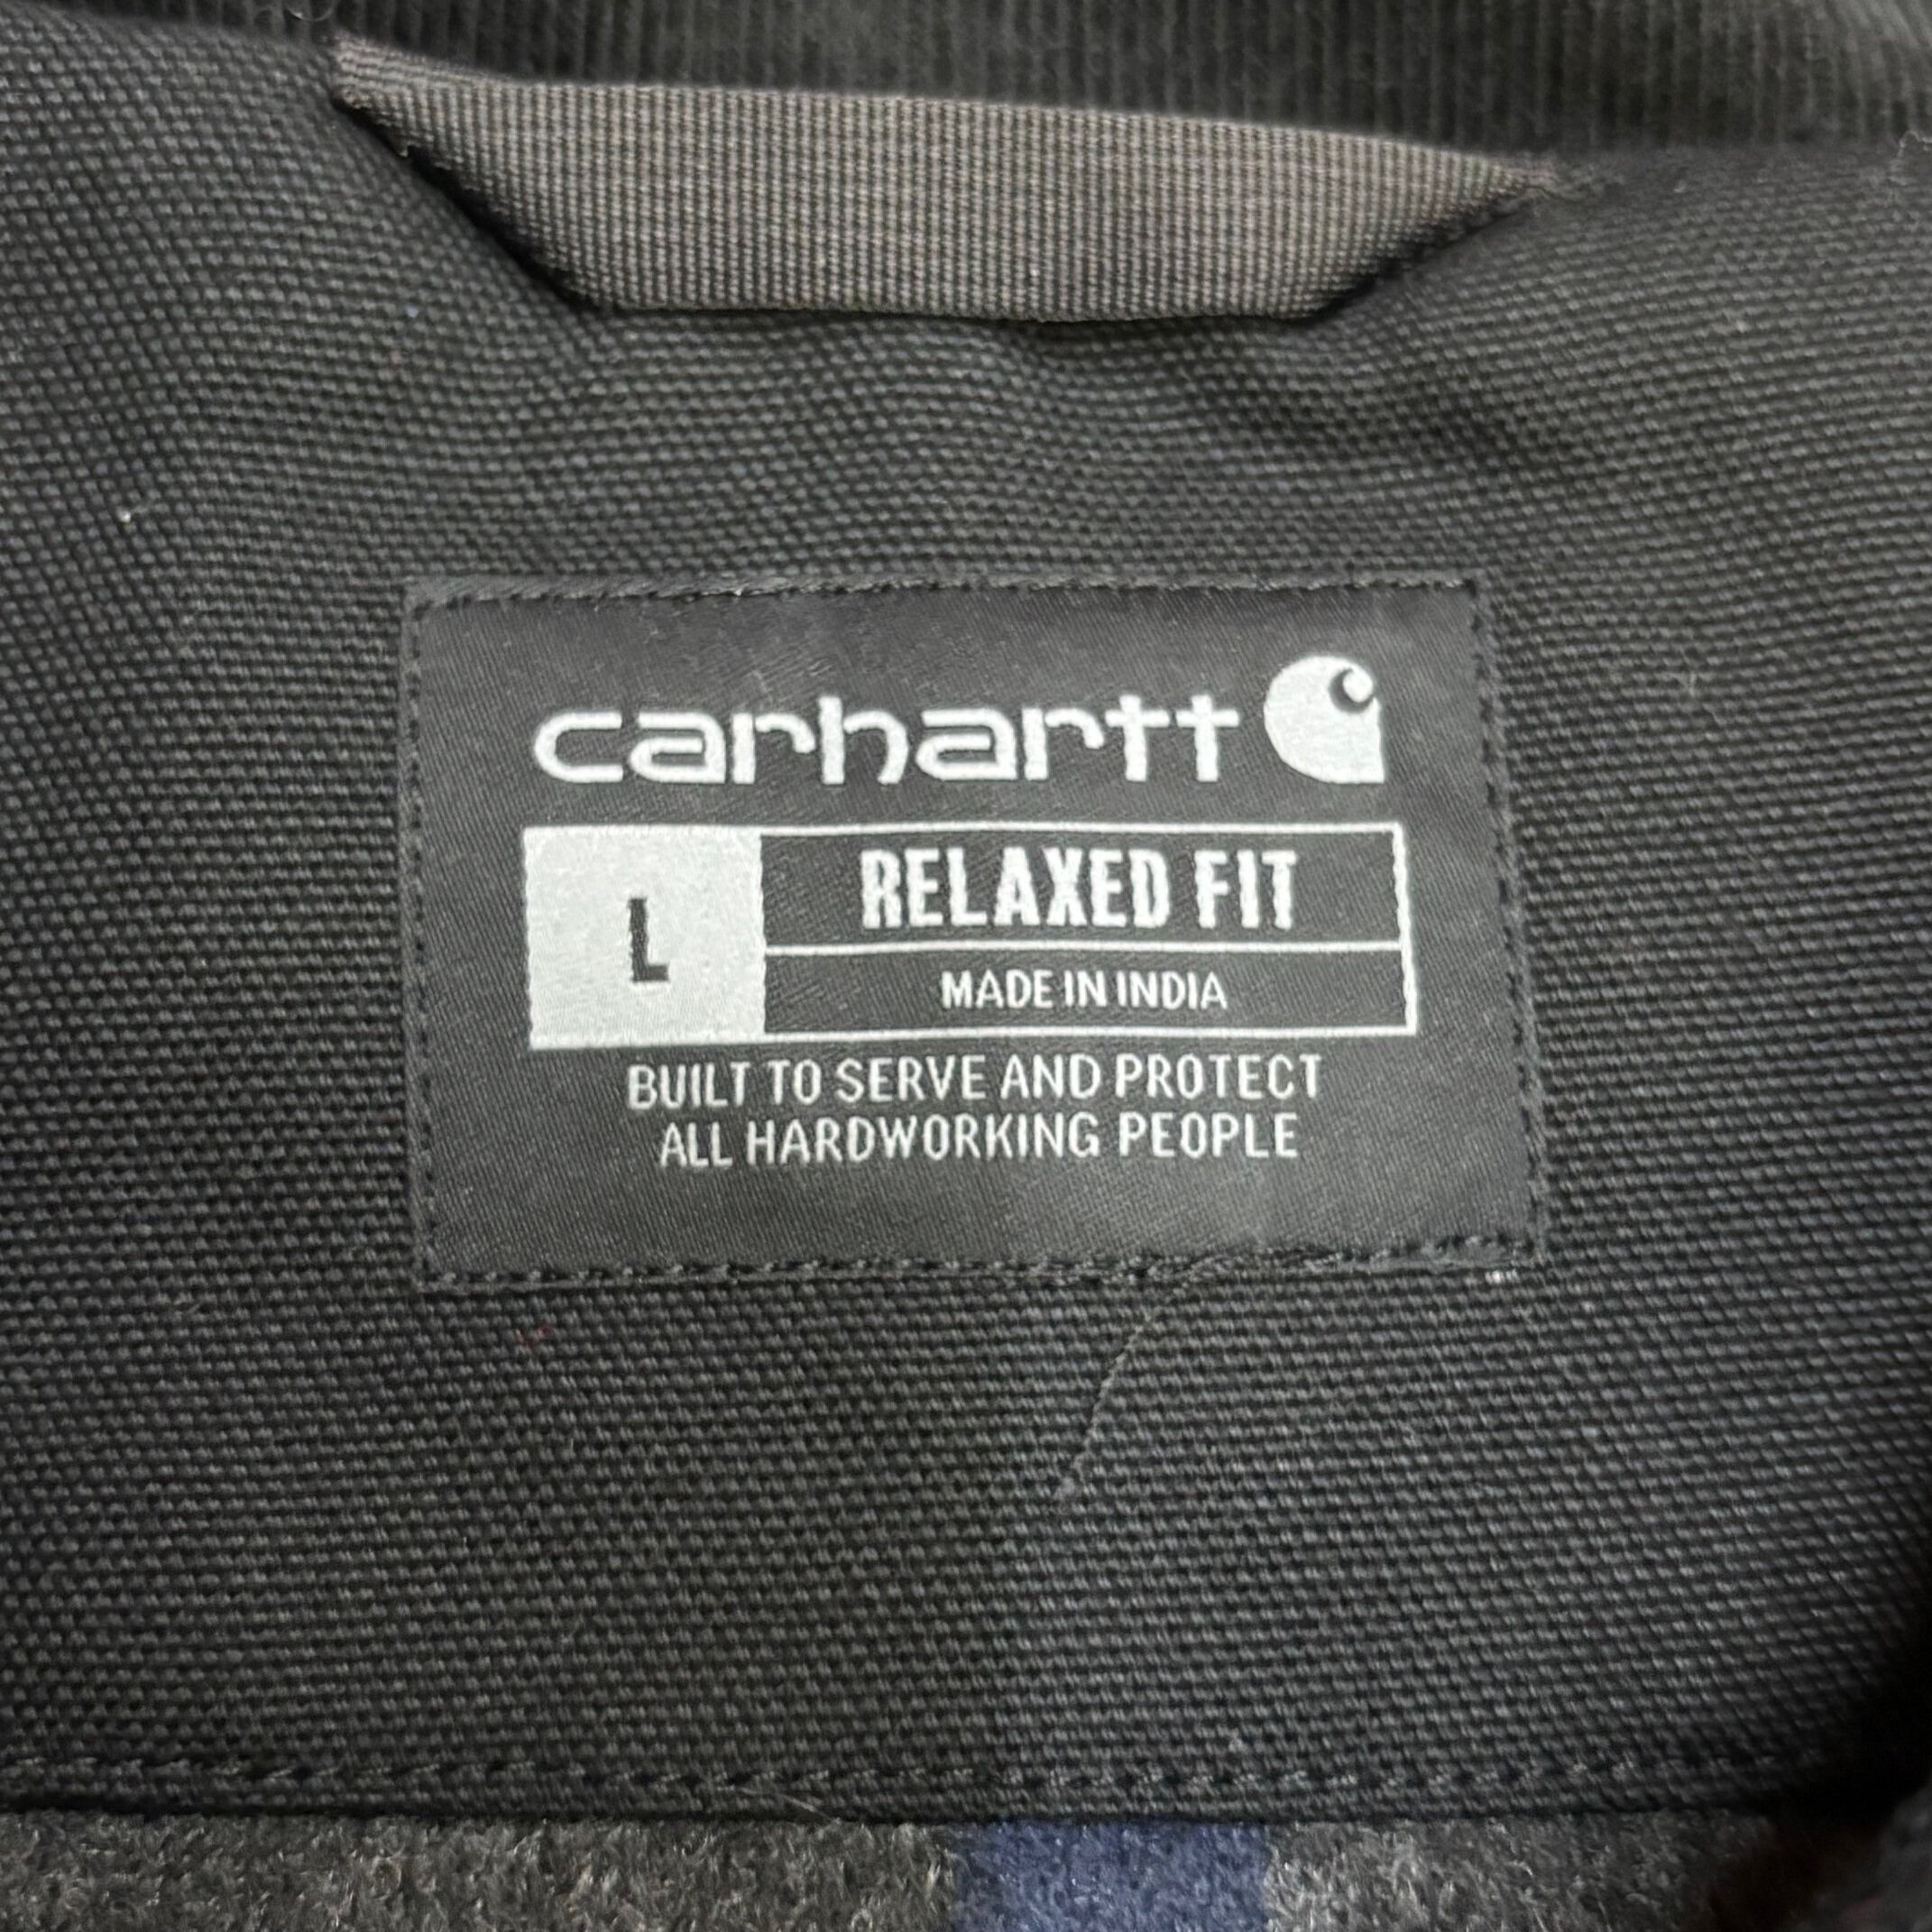 carhartt
L
RELAXED FIT
MADE IN INDIA
BUILT TO SERVE AND PROTECT
ALL HARDWORKING PEOPLE